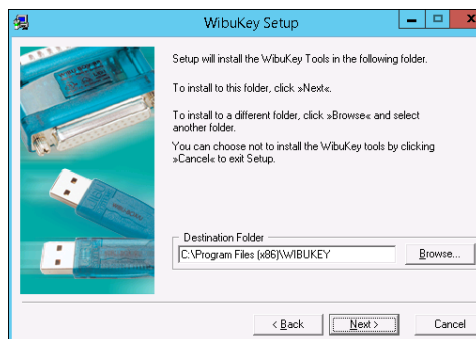 WibuKey Setup
Setup will install the WibuKey Tools in the following folder.
To install to this folder, click »Next«.
To install to a different folder, click »Browse« and select
another folder.
You can choose not to install the WibuKey tools by clicking
»Cancel« to exit Setup.
Destination Folder
C:\Program Files (x86)\WIBUKEY
Browse...
< Back
Next >
Cancel